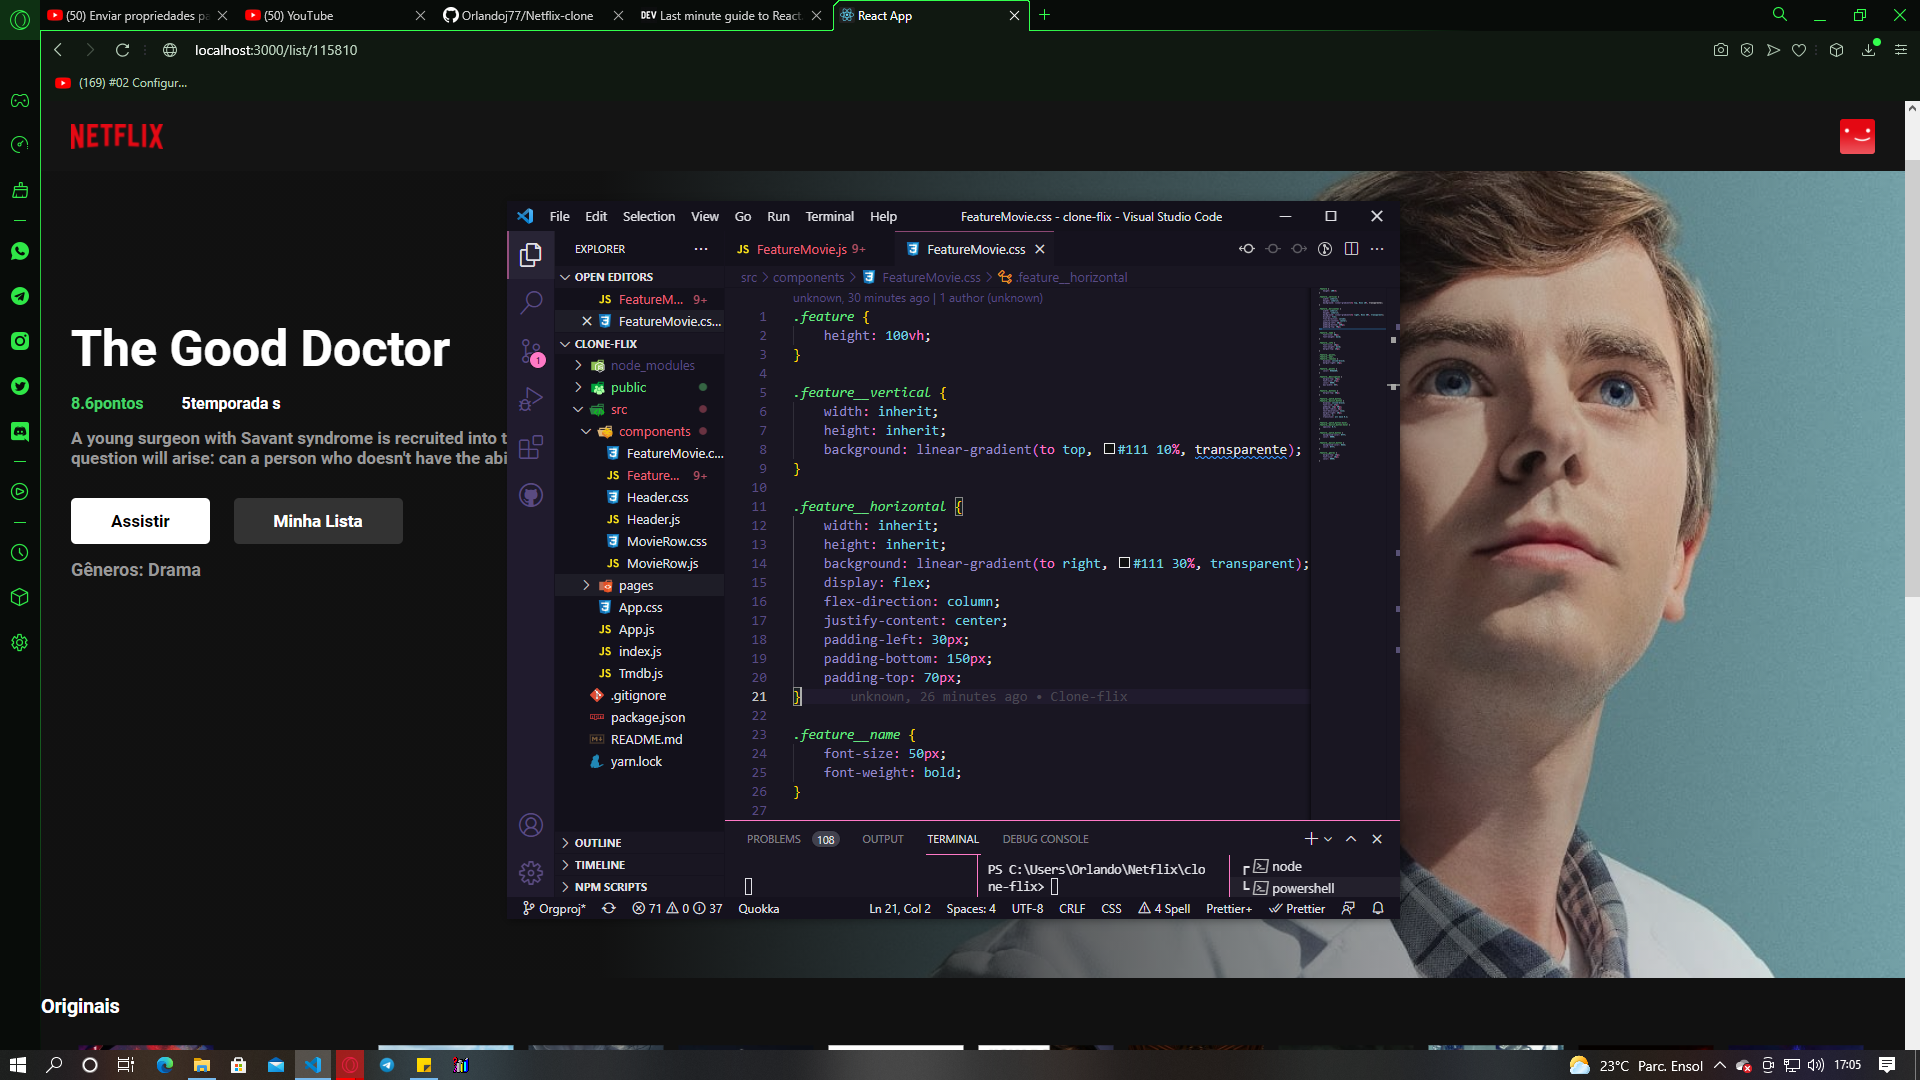 (50) Enviar propriedades pa
(50) YouTube
Orlandoj77/Netflix-clone
DEV Last minute guide to React
React App
localhost:3000/list/115810
(169) #02 Configur...
NETFLIX
The Good Doctor
8.6pontos 5temporada s
A young surgeon with Savant syndrome is recruited into t
question will arise: can a person who doesn't have the abi
Assistir
Minha Lista
Gêneros: Drama
Originais
File Edit Selection View Go Run Terminal Help
FeatureMovie.css - clone-flix - Visual Studio Code
EXPLORER
OPEN EDITORS
JS FeatureM... 9+
FeatureMovie.cs...
CLONE-FLIX
node_modules
public
src
components
FeatureMovie.c...
JS Feature... 9+
Header.css
JS Header.js
MovieRow.css
JS MovieRow.js
pages
App.css
JS App.js
JS index.js
JS Tmdb.js
.gitignore
package.json
README.md
yarn.lock
OUTLINE
TIMELINE
NPM SCRIPTS
1
JS FeatureMovie.js 9+
FeatureMovie.css
src > components > FeatureMovie.css > .feature__horizontal
unknown, 30 minutes ago | 1 author (unknown)
1 .feature {
2 height: 100vh;
3 }
4
5 .feature__vertical {
6 width: inherit;
7 height: inherit;
8 background: linear-gradient(to top, #111 10%, transparente);
9 }
10
11 .feature__horizontal {
12 width: inherit;
13 height: inherit;
14 background: linear-gradient(to right, #111 30%, transparent);
15 display: flex;
16 flex-direction: column;
17 justify-content: center;
18 padding-left: 30px;
19 padding-bottom: 150px;
20 padding-top: 70px;
21 } unknown, 26 minutes ago • Clone-flix
22
23 .feature__name {
24 font-size: 50px;
25 font-weight: bold;
26 }
27
PROBLEMS 108 OUTPUT TERMINAL DEBUG CONSOLE
PS C:\Users\Orlando\Netflix\clo
ne-flix>
node
powershell
Orgproj* 71 0 37 Quokka Ln 21, Col 2 Spaces: 4 UTF-8 CRLF CSS 4 Spell Prettier+ Prettier
23°C Parc. Ensol 17:05